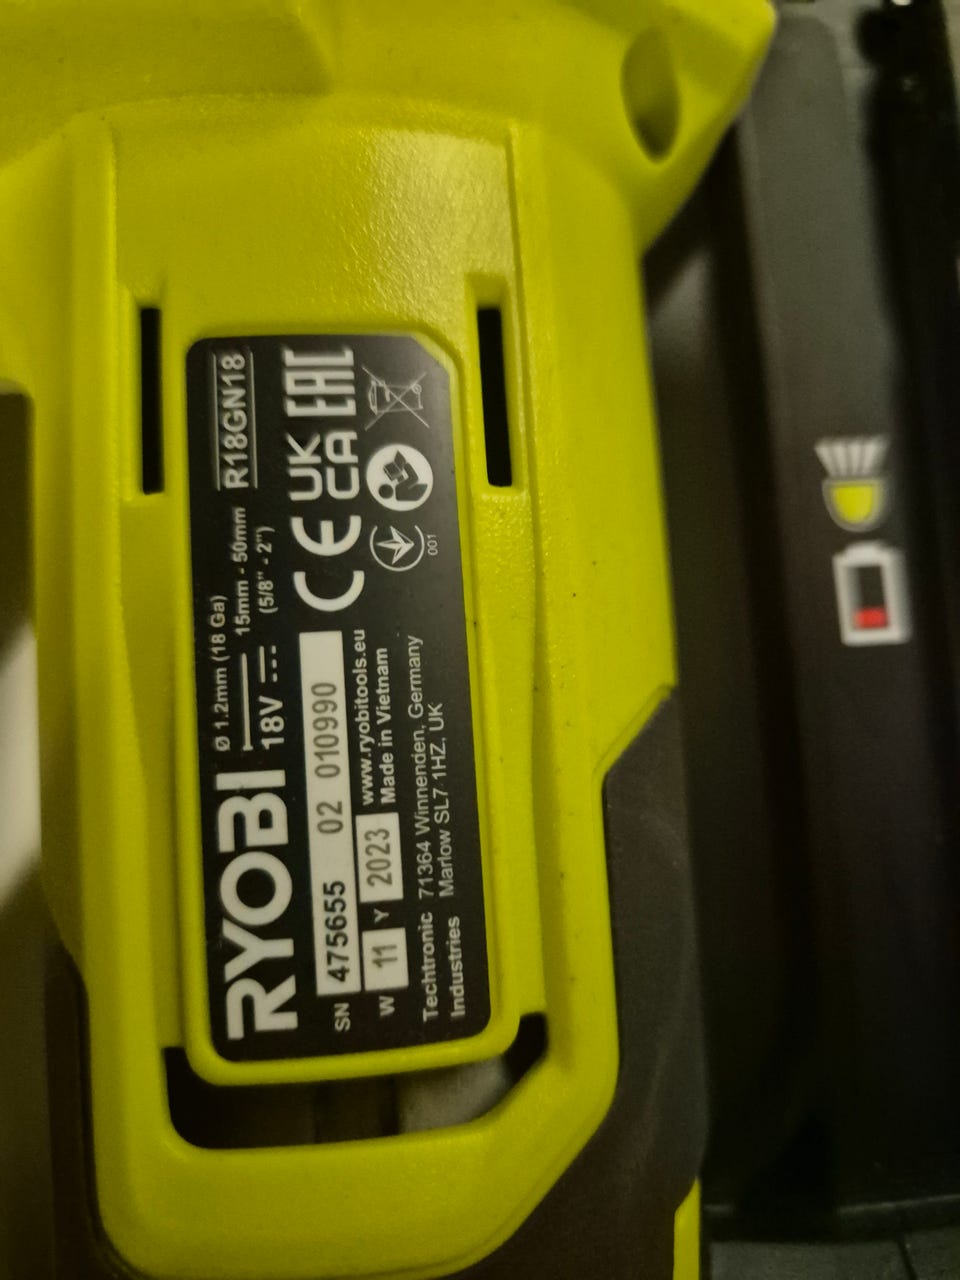 RYOBI
ø 1.2mm (18 Ga)
15mm - 50mm
18V
(5/8" - 2")
R18GN18
SN 475655 02 010990
W 11 Y 2023
www.ryobitools.eu
Made in Vietnam
CE
UK
CA
EAC
001
Techtronic
Industries
71364 Winnenden, Germany
Marlow SL7 1HZ, UK